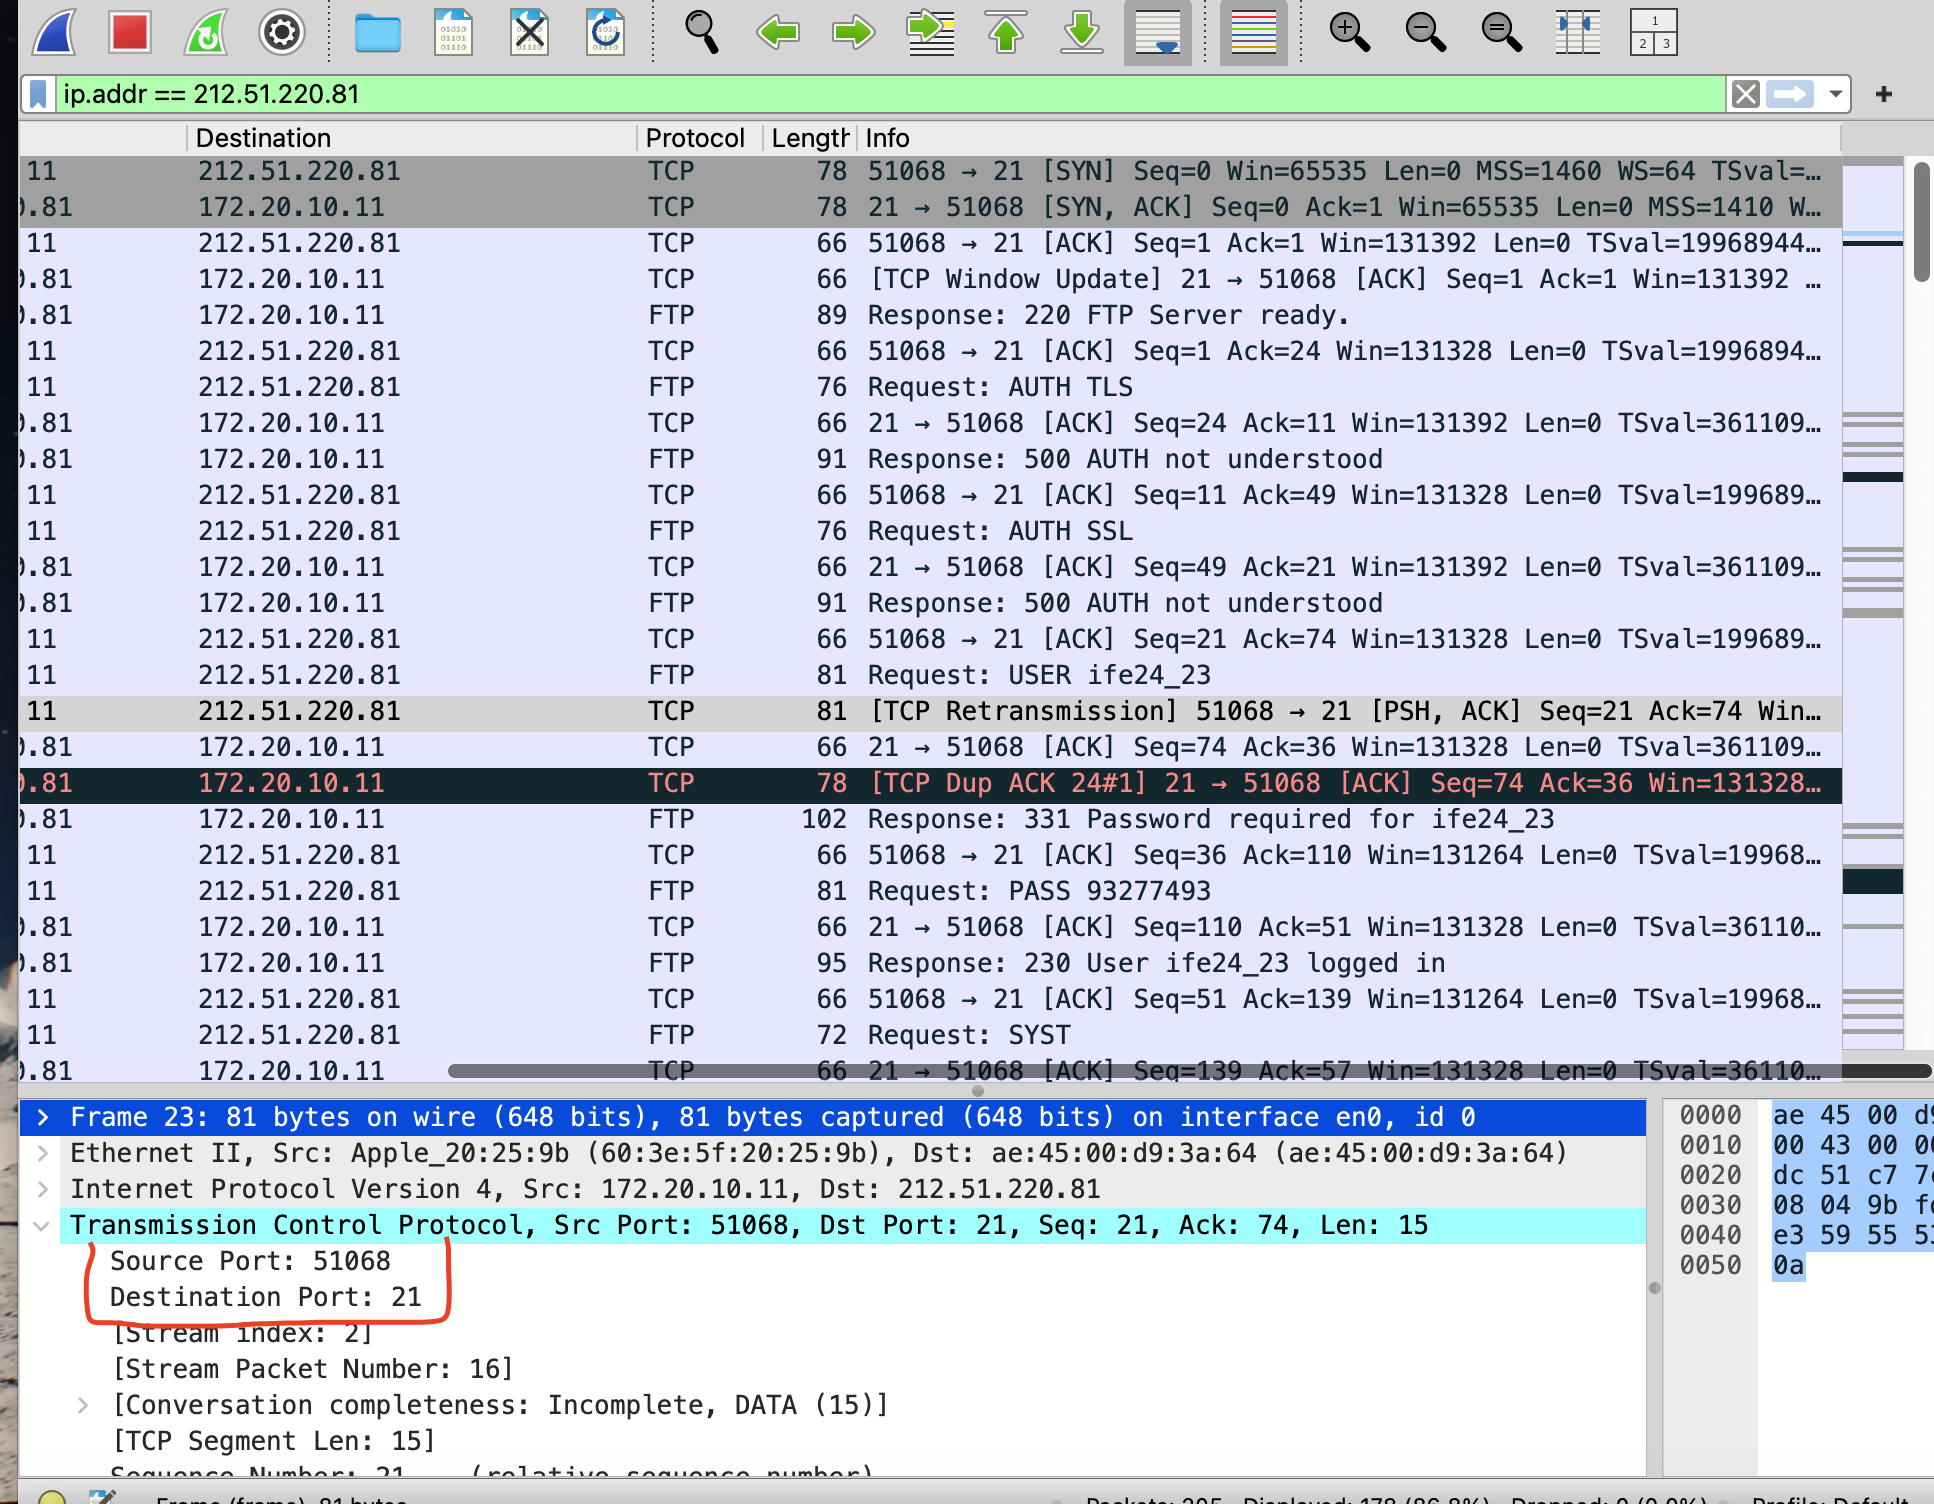 01010
01110
01011
01110
01010
01110
1
2 3
ip.addr == 212.51.220.81
Destination Protocol Length Info
11 212.51.220.81 TCP 78 51068 → 21 [SYN] Seq=0 Win=65535 Len=0 MSS=1460 WS=64 TSval=…
.81 172.20.10.11 TCP 78 21 → 51068 [SYN, ACK] Seq=0 Ack=1 Win=65535 Len=0 MSS=1410 W…
11 212.51.220.81 TCP 66 51068 → 21 [ACK] Seq=1 Ack=1 Win=131392 Len=0 TSval=19968944…
.81 172.20.10.11 TCP 66 [TCP Window Update] 21 → 51068 [ACK] Seq=1 Ack=1 Win=131392 …
.81 172.20.10.11 FTP 89 Response: 220 FTP Server ready.
11 212.51.220.81 TCP 66 51068 → 21 [ACK] Seq=1 Ack=24 Win=131328 Len=0 TSval=1996894…
11 212.51.220.81 FTP 76 Request: AUTH TLS
.81 172.20.10.11 TCP 66 21 → 51068 [ACK] Seq=24 Ack=11 Win=131392 Len=0 TSval=361109…
.81 172.20.10.11 FTP 91 Response: 500 AUTH not understood
11 212.51.220.81 TCP 66 51068 → 21 [ACK] Seq=11 Ack=49 Win=131328 Len=0 TSval=199689…
11 212.51.220.81 FTP 76 Request: AUTH SSL
.81 172.20.10.11 TCP 66 21 → 51068 [ACK] Seq=49 Ack=21 Win=131392 Len=0 TSval=361109…
.81 172.20.10.11 FTP 91 Response: 500 AUTH not understood
11 212.51.220.81 TCP 66 51068 → 21 [ACK] Seq=21 Ack=74 Win=131328 Len=0 TSval=199689…
11 212.51.220.81 FTP 81 Request: USER ife24_23
11 212.51.220.81 TCP 81 [TCP Retransmission] 51068 → 21 [PSH, ACK] Seq=21 Ack=74 Win…
.81 172.20.10.11 TCP 66 21 → 51068 [ACK] Seq=74 Ack=36 Win=131328 Len=0 TSval=361109…
.81 172.20.10.11 TCP 78 [TCP Dup ACK 24#1] 21 → 51068 [ACK] Seq=74 Ack=36 Win=131328…
.81 172.20.10.11 FTP 102 Response: 331 Password required for ife24_23
11 212.51.220.81 TCP 66 51068 → 21 [ACK] Seq=36 Ack=110 Win=131264 Len=0 TSval=19968…
11 212.51.220.81 FTP 81 Request: PASS 93277493
.81 172.20.10.11 TCP 66 21 → 51068 [ACK] Seq=110 Ack=51 Win=131328 Len=0 TSval=36110…
.81 172.20.10.11 FTP 95 Response: 230 User ife24_23 logged in
11 212.51.220.81 TCP 66 51068 → 21 [ACK] Seq=51 Ack=139 Win=131264 Len=0 TSval=19968…
11 212.51.220.81 FTP 72 Request: SYST
.81 172.20.10.11 TCP 66 21 → 51068 [ACK] Seq=139 Ack=57 Win=131328 Len=0 TSval=36110…
Frame 23: 81 bytes on wire (648 bits), 81 bytes captured (648 bits) on interface en0, id 0
Ethernet II, Src: Apple_20:25:9b (60:3e:5f:20:25:9b), Dst: ae:45:00:d9:3a:64 (ae:45:00:d9:3a:64)
Internet Protocol Version 4, Src: 172.20.10.11, Dst: 212.51.220.81
Transmission Control Protocol, Src Port: 51068, Dst Port: 21, Seq: 21, Ack: 74, Len: 15
Source Port: 51068
Destination Port: 21
[Stream index: 2]
[Stream Packet Number: 16]
[Conversation completeness: Incomplete, DATA (15)]
[TCP Segment Len: 15]
Sequence Number: 21 (relative sequence number)
0000 ae 45 00 d9
0010 00 43 00 00
0020 dc 51 c7 7
0030 08 04 9b f
0040 e3 59 55 53
0050 0a
Frame (frame), 81 bytes
Packets: 205 · Displayed: 178 (86.8%) · Dropped: 0 (0.0%)
Profile: Default